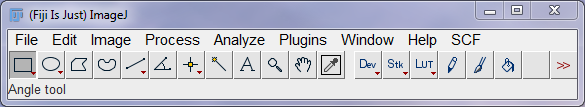 (Fiji Is Just) ImageJ
File Edit Image Process Analyze Plugins Window Help SCF
A Dev Stk LUT >>
Angle tool